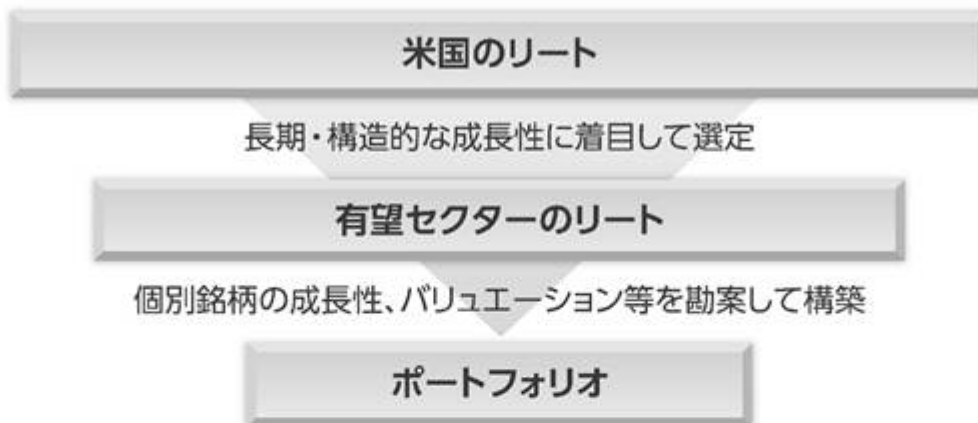 米国のリート
長期・構造的な成長性に着目して選定
有望セクターのリート
個別銘柄の成長性、バリュエーション等を勘案して構築
ポートフォリオ